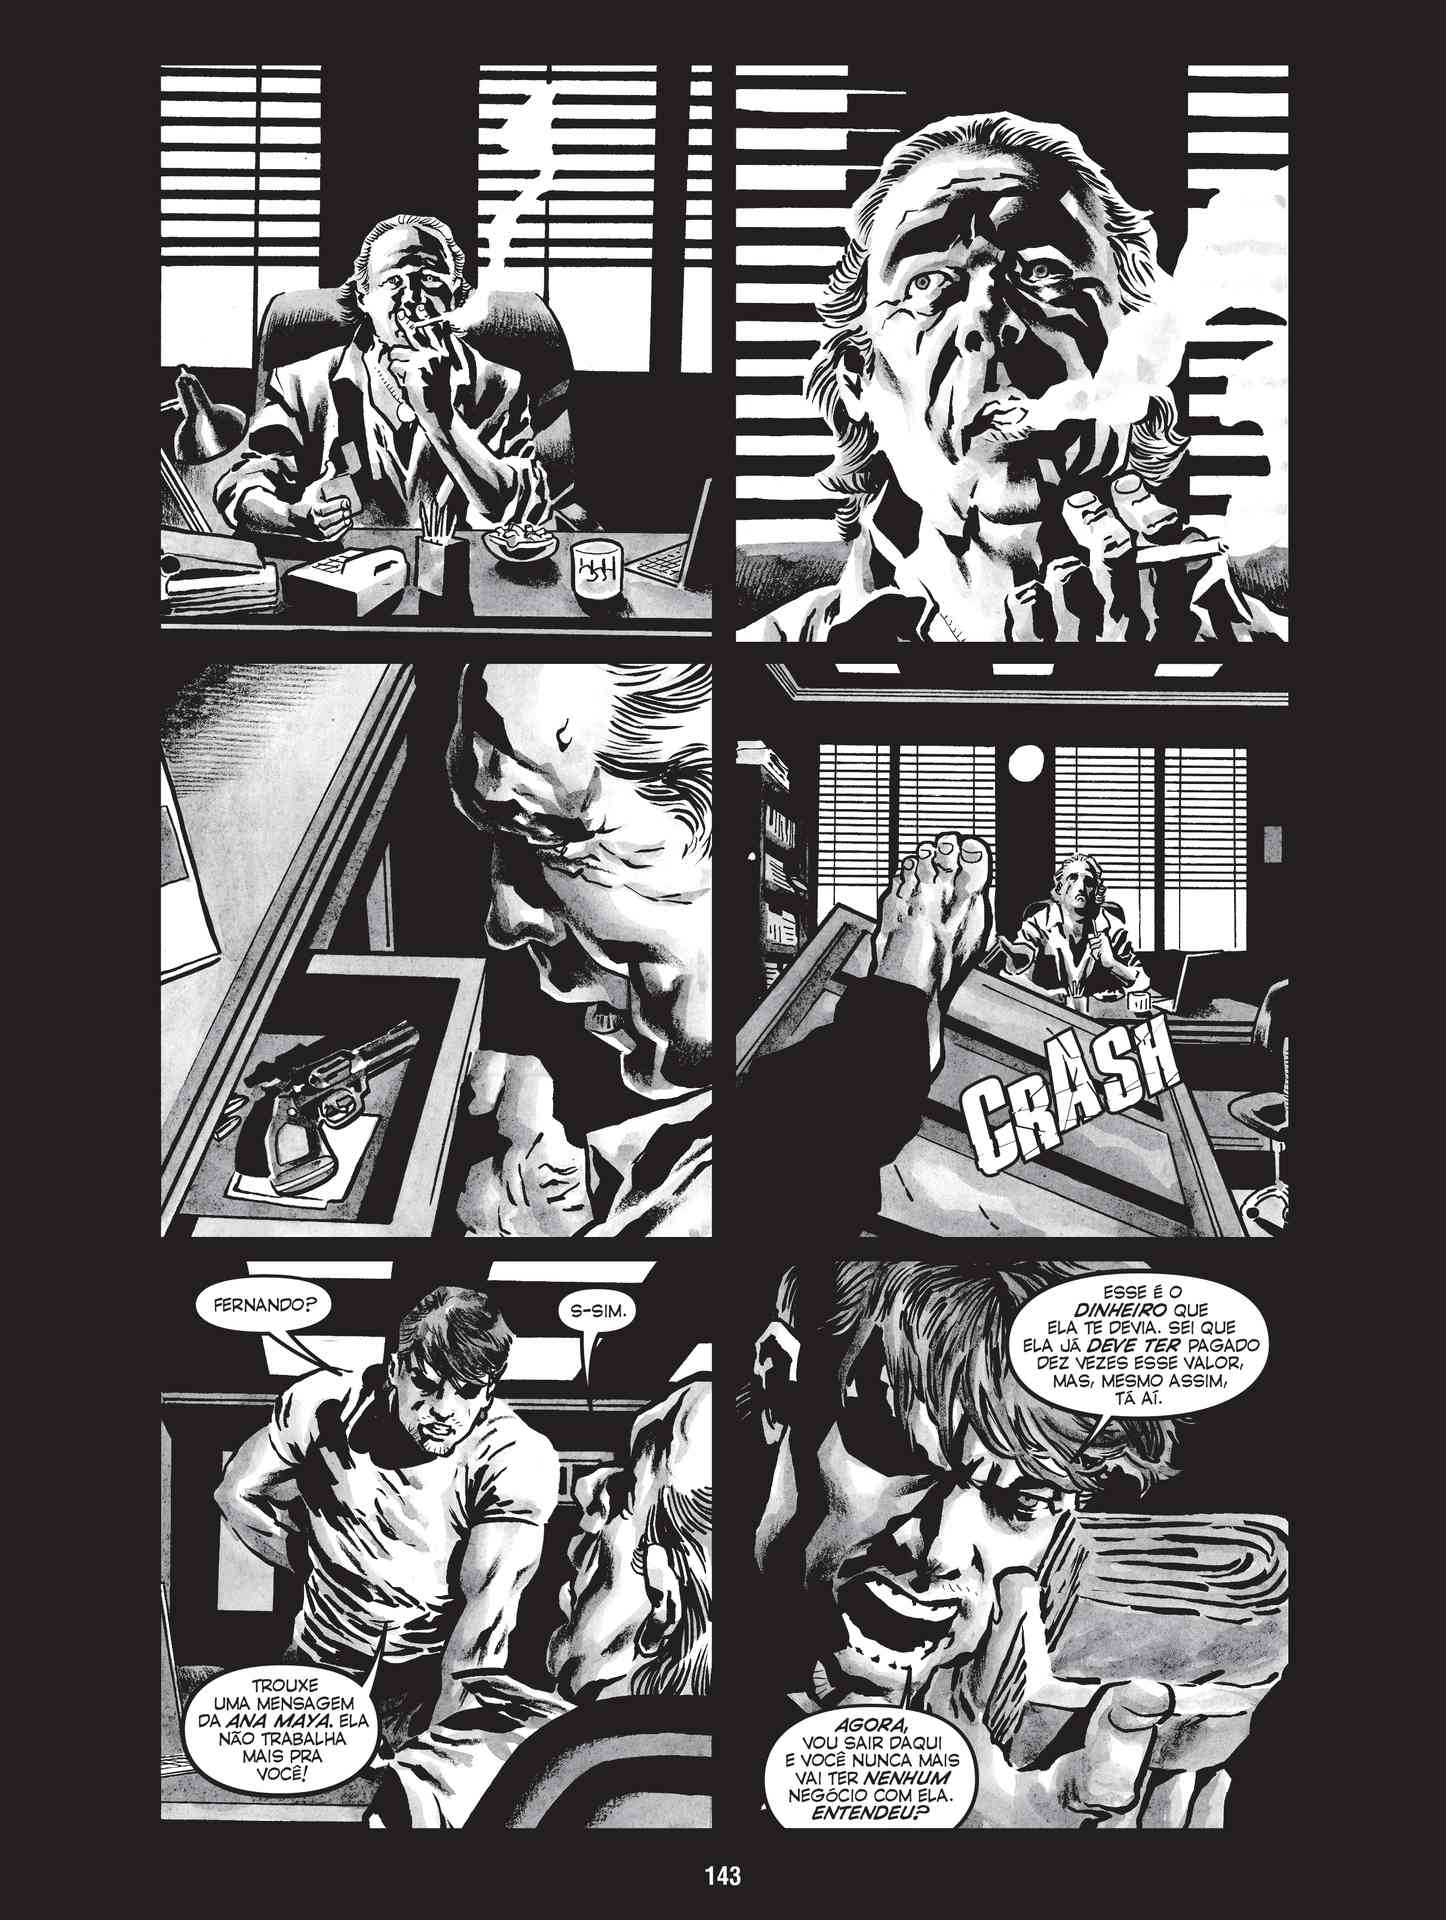 CRASH
FERNANDO?
S-SIM.
TROUXE
UMA MENSAGEM
DA ANA MAYA. ELA
NÃO TRABALHA
MAIS PRA
VOCÊ!
ESSE É O
DINHEIRO QUE
ELA TE DEVIA. SEI QUE
ELA JÁ DEVE TER PAGADO
DEZ VEZES ESSE VALOR,
MAS, MESMO ASSIM,
TÁ AÍ.
AGORA,
VOU SAIR DAQUI
E VOCÊ NUNCA MAIS
VAI TER NENHUM
NEGÓCIO COM ELA.
ENTENDEU?
143